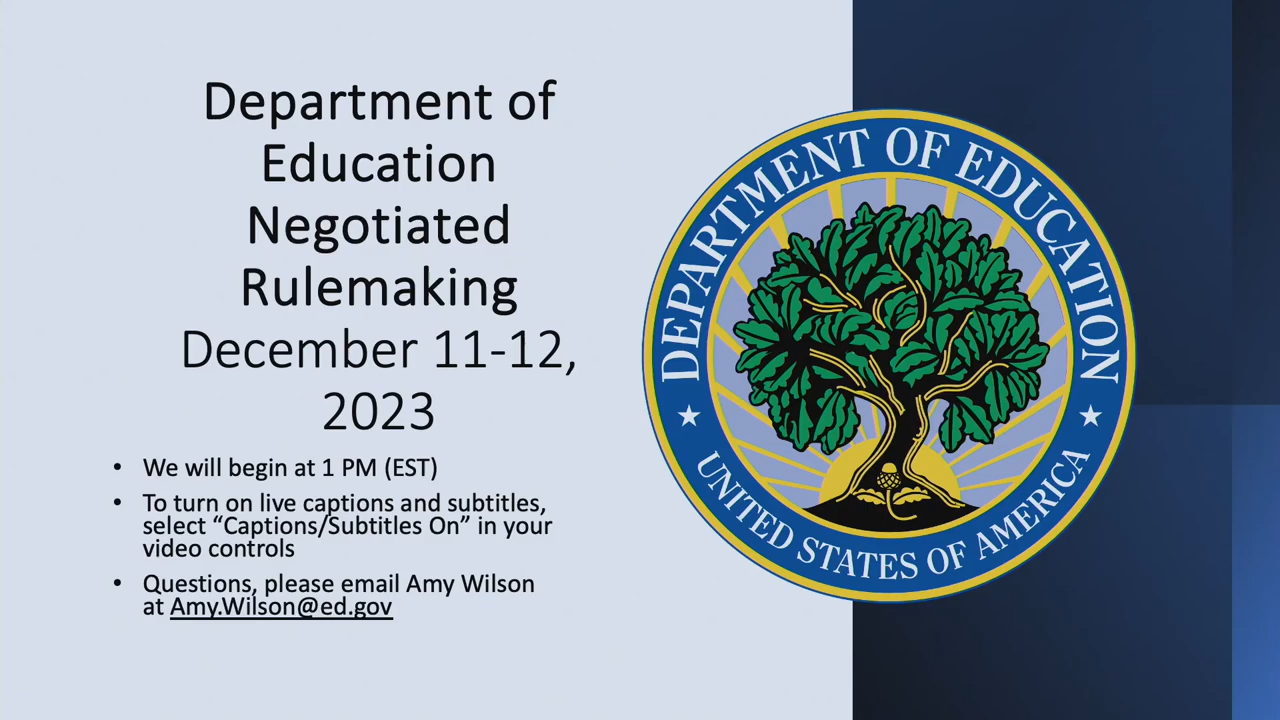 Department of
Education
Negotiated
Rulemaking
December 11-12,
2023
• We will begin at 1 PM (EST)
• To turn on live captions and subtitles,
select “Captions/Subtitles On” in your
video controls
• Questions, please email Amy Wilson
at Amy.Wilson@ed.gov
DEPARTMENT OF EDUCATION
UNITED STATES OF AMERICA